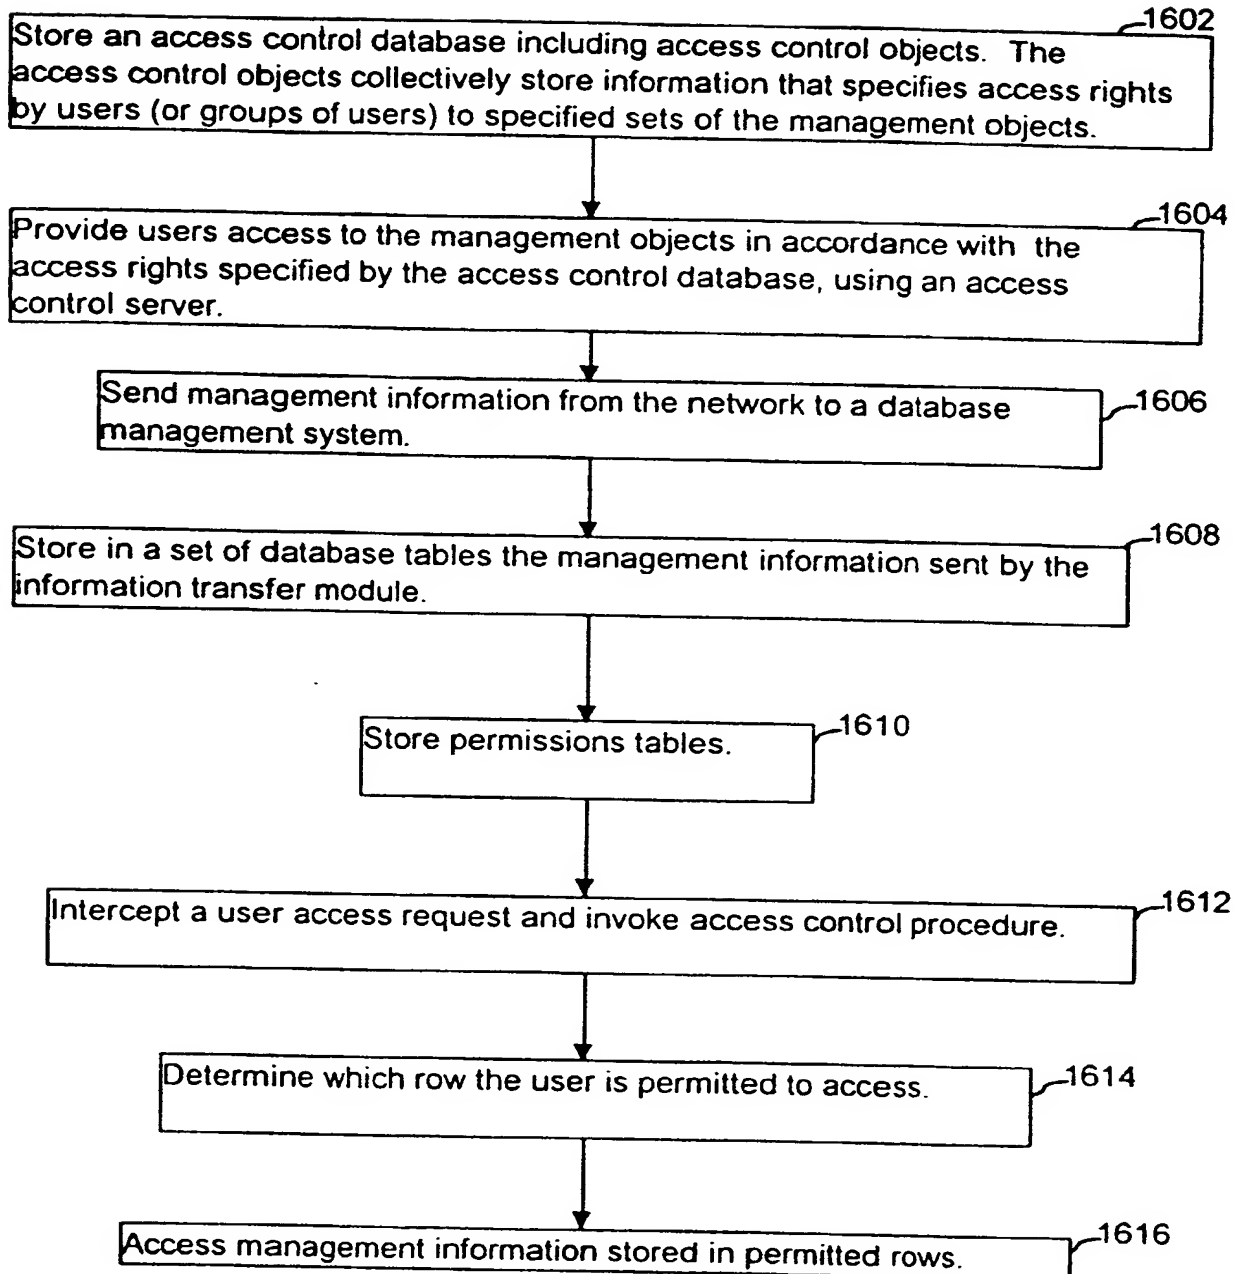 1602
Store an access control database including access control objects. The
access control objects collectively store information that specifies access rights
by users (or groups of users) to specified sets of the management objects.
1604
Provide users access to the management objects in accordance with the
access rights specified by the access control database, using an access
control server.
Send management information from the network to a database
management system.
1606
1608
Store in a set of database tables the management information sent by the
information transfer module.
Store permissions tables.
1610
Intercept a user access request and invoke access control procedure.
1612
Determine which row the user is permitted to access.
1614
Access management information stored in permitted rows.
1616